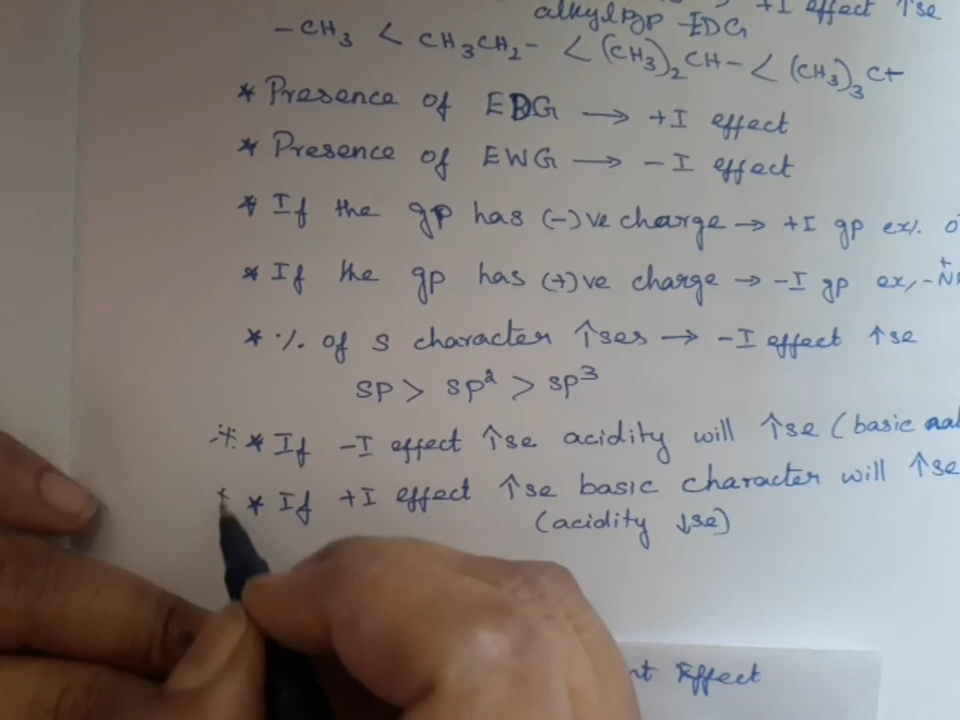 +I effect ↑se
alkyl gp EDG
-CH₃ < CH₃CH₂- < (CH₃)₂CH- < (CH₃)₃C-
* Presence of EDG → +I effect
* Presence of EWG → -I effect
* If the gp has (-)ve charge → +I gp ex/.
* If the gp has (+)ve charge → -I gp ex,-N⁺
* % of S character ↑ses → -I effect ↑se
SP > SP² > SP³
* If -I effect ↑se acidity will ↑se (basic
* If +I effect ↑se basic character will ↑se
(acidity ↓se)
nt Effect